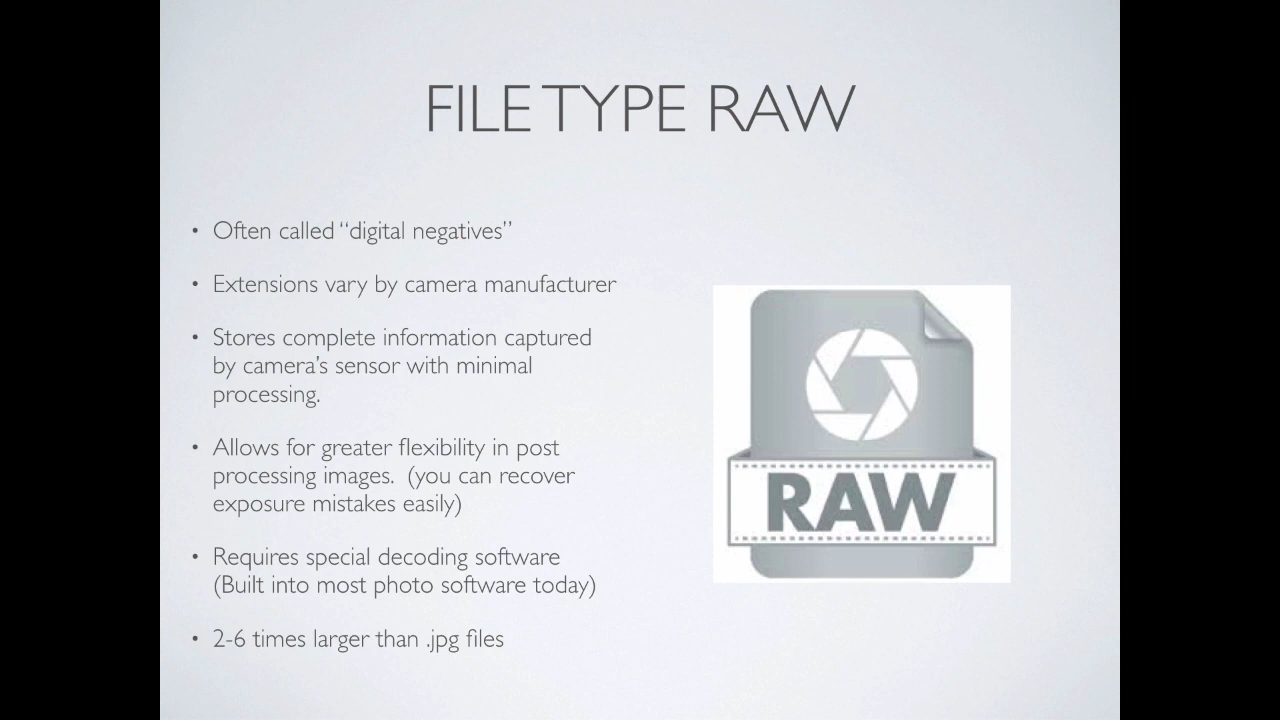 FILE TYPE RAW
• Often called “digital negatives”
• Extensions vary by camera manufacturer
• Stores complete information captured
by camera’s sensor with minimal
processing.
• Allows for greater flexibility in post
processing images.  (you can recover
exposure mistakes easily)
• Requires special decoding software
(Built into most photo software today)
• 2-6 times larger than .jpg files
RAW